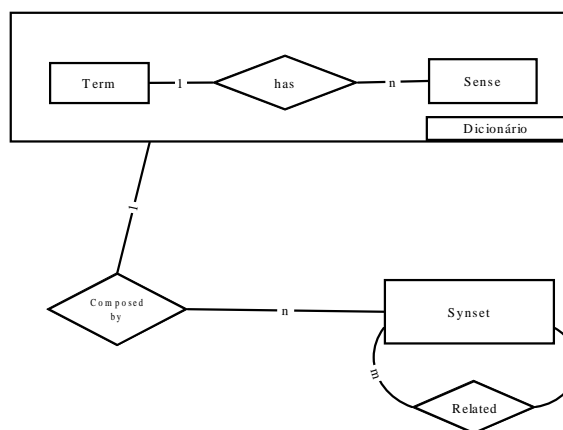 Term
1
has
n
Sense
Dicionário
1
Composed
by
n
Synset
m
Related